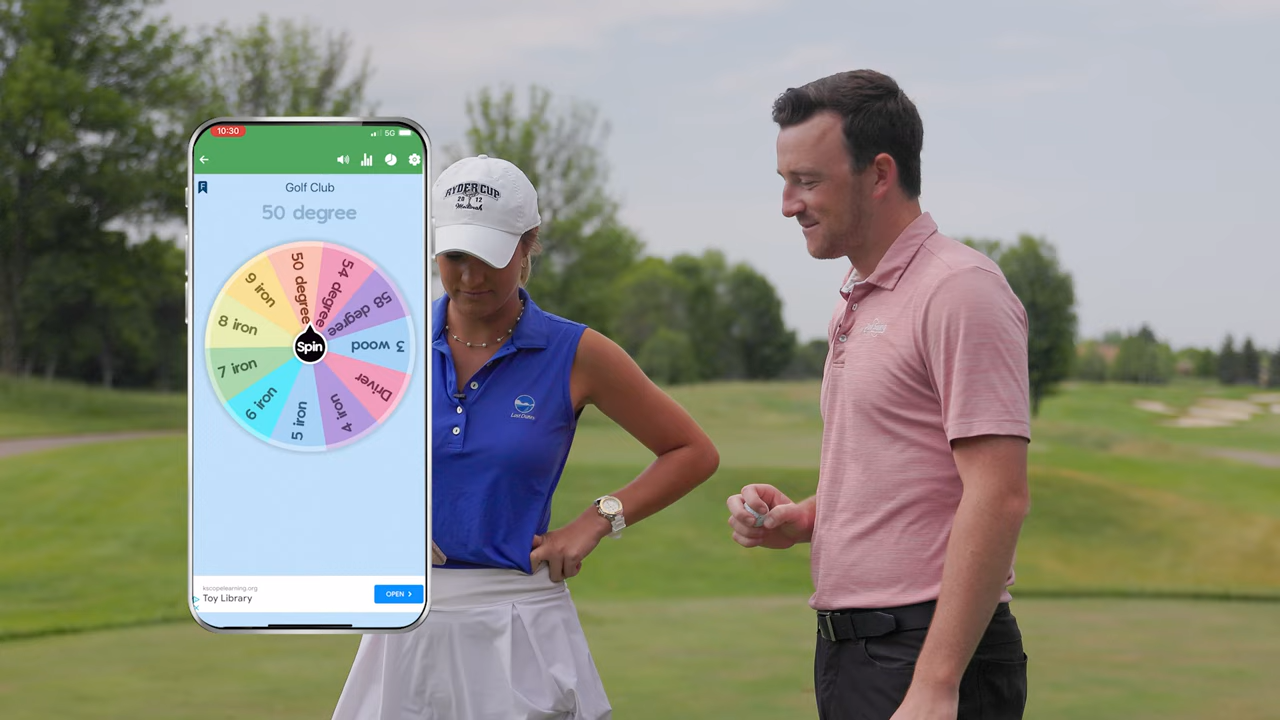 10:30
5G
Golf Club
50 degree
50 degree
54 degree
58 degree
3 wood
Driver
4 iron
5 iron
6 iron
7 iron
8 iron
9 iron
Spin
kscopelearning.org
Toy Library
OPEN
RYDER CUP
2012
Medinah